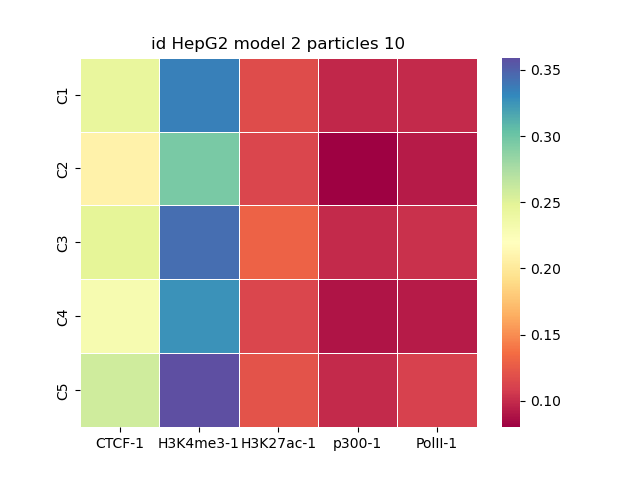 id HepG2 model 2 particles 10
C1
C2
C3
C4
C5
CTCF-1 H3K4me3-1 H3K27ac-1 p300-1 PolII-1
0.35
0.30
0.25
0.20
0.15
0.10